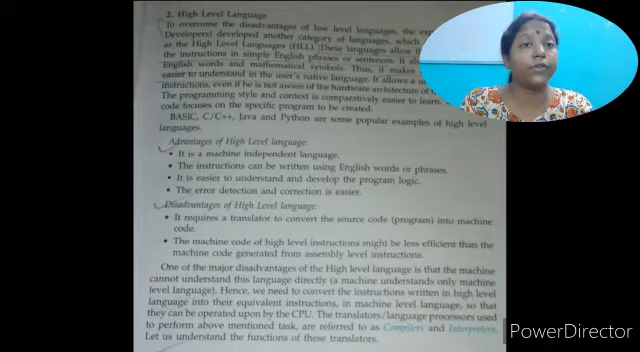 2. High Level Language
To overcome the disadvantages of low level languages, the
Developers) developed another category of languages, which
as the High Level Languages (HLL). These languages allow
the instructions in simple English phrases or sentences. It
English words and mathematical symbols. Thus, it makes
easier to understand in the user's native language. It allows a
instructions, even if he is not aware of the hardware architecture of
The programming style and context is comparatively easier to learn.
code focuses on the specific program to be created.
BASIC, C/C++, Java and Python are some popular examples of high level
languages.
Advantages of High Level language:
• It is a machine independent language.
• The instructions can be written using English words or phrases.
• It is easier to understand and develop the program logic.
• The error detection and correction is easier.
Disadvantages of High Level language:
• It requires a translator to convert the source code (program) into machine
code.
• The machine code of high level instructions might be less efficient than the
machine code generated from assembly level instructions.
One of the major disadvantages of the High level language is that the machine
cannot understand this language directly (a machine understands only machine
level language). Hence, we need to convert the instructions written in high level
language into their equivalent instructions, in machine level language, so that
they can be operated upon by the CPU. The translators/language processors used
to perform above mentioned task, are referred to as Compilers and Interpreters.
Let us understand the functions of these translators.
PowerDirector